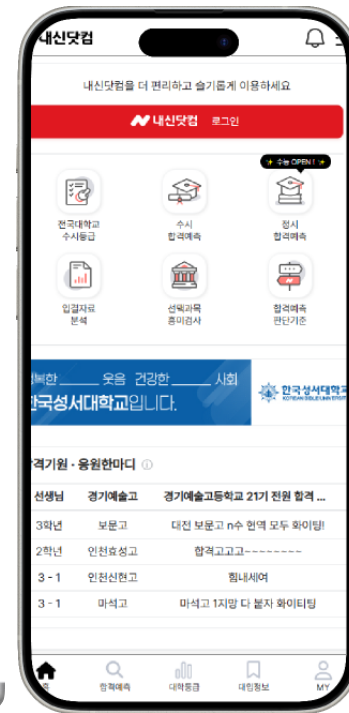 내신닷컴
내신닷컴을 더 편리하고 슬기롭게 이용하세요
내신닷컴 로그인
수능 OPEN !
전국대학교
수시등급
수시
합격예측
정시
합격예측
입결자료
분석
선택과목
흥미검사
합격예측
판단기준
행복한 웃음 건강한 사회
한국성서대학교입니다.
한국성서대학교
KOREAN BIBLE UNIVERSITY
합격기원 · 응원한마디
선생님 경기예술고 경기예술고등학교 21기 전원 합격 ...
3학년 보문고 대전 보문고 n수 현역 모두 화이팅!
2학년 인천효성고 합격고고고~~~~~~~~
3 - 1 인천신현고 힘내세여
3 - 1 마석고 마석고 1지망 다 붙자 화이티팅
홈 합격예측 대학등급 대입정보 MY